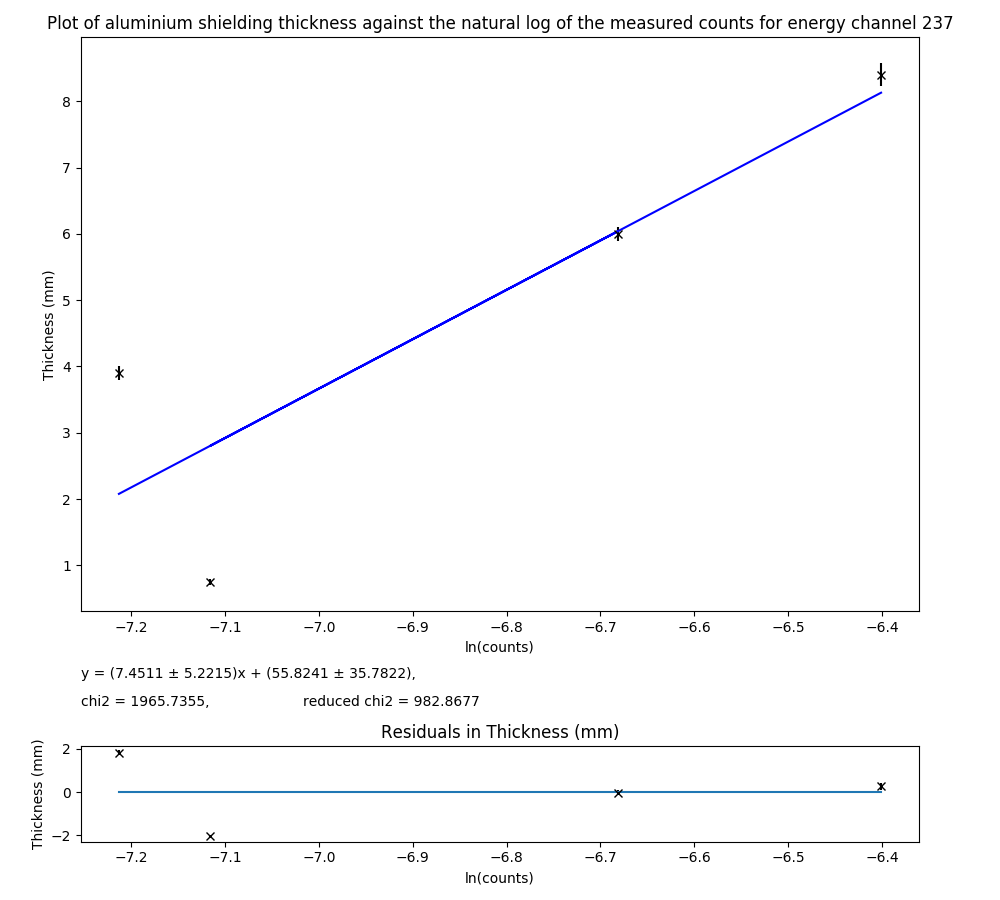 Plot of aluminium shielding thickness against the natural log of the measured counts for energy channel 237
Thickness (mm)
8
7
6
5
4
3
2
1
−7.2 −7.1 −7.0 −6.9 −6.8 −6.7 −6.6 −6.5 −6.4
ln(counts)
y = (7.4511 ± 5.2215)x + (55.8241 ± 35.7822),
chi2 = 1965.7355, reduced chi2 = 982.8677
Residuals in Thickness (mm)
Thickness (mm)
2
0
−2
−7.2 −7.1 −7.0 −6.9 −6.8 −6.7 −6.6 −6.5 −6.4
ln(counts)